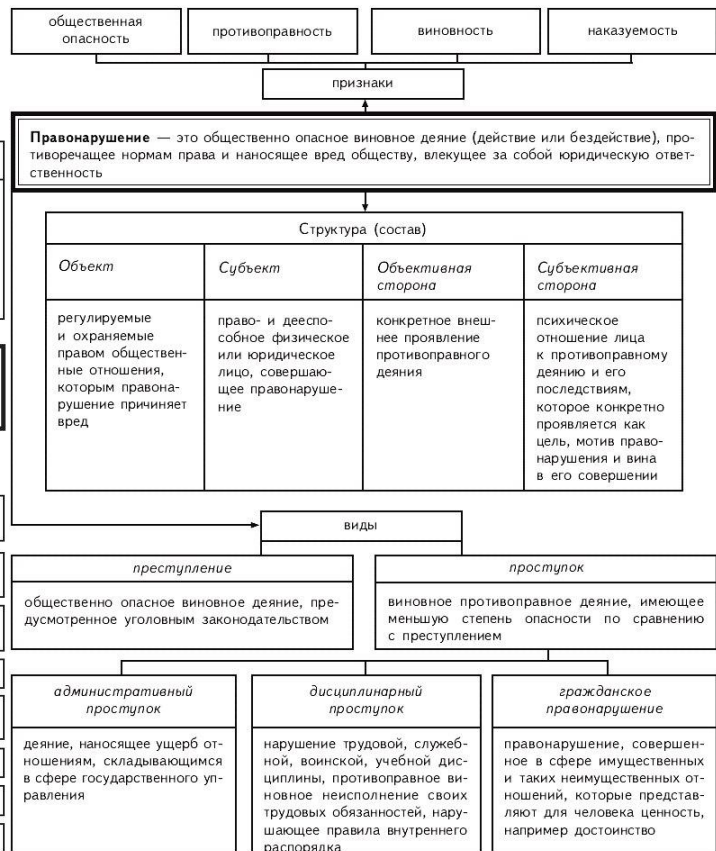 общественная
опасность
противоправность
виновность
наказуемость
признаки
Правонарушение — это общественно опасное виновное деяние (действие или бездействие), про-
тиворечащее нормам права и наносящее вред обществу, влекущее за собой юридическую ответ-
ственность
Структура (состав)
Объект
Субъект
Объективная
сторона
Субъективная
сторона
регулируемые
и охраняемые
правом обществен-
ные отношения,
которым правона-
рушение причиняет
вред
право- и дееспо-
собное физическое
или юридическое
лицо, совершаю-
щее правонаруше-
ние
конкретное внеш-
нее проявление
противоправного
деяния
психическое
отношение лица
к противоправному
деянию и его
последствиям,
которое конкретно
проявляется как
цель, мотив право-
нарушения и вина
в его совершении
виды
преступление
общественно опасное виновное деяние, пре-
дусмотренное уголовным законодательством
проступок
виновное противоправное деяние, имеющее
меньшую степень опасности по сравнению
с преступлением
административный
проступок
деяние, наносящее ущерб от-
ношениям, складывающимся
в сфере государственного уп-
равления
дисциплинарный
проступок
нарушение трудовой, служеб-
ной, воинской, учебной дис-
циплины, противоправное ви-
новное неисполнение своих
трудовых обязанностей, нару-
шающее правила внутреннего
распорядка
гражданское
правонарушение
правонарушение, совершен-
ное в сфере имущественных
и таких неимущественных от-
ношений, которые представ-
ляют для человека ценность,
например достоинство